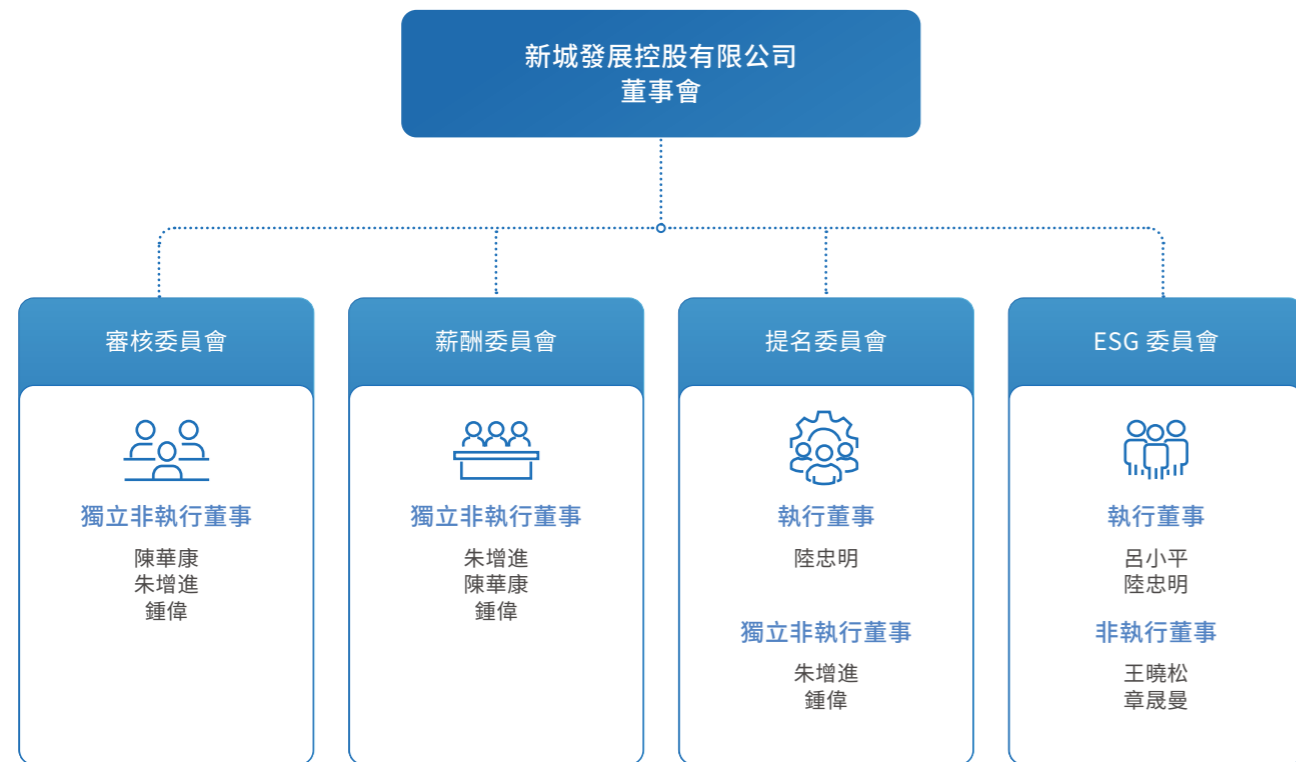 新城發展控股有限公司
董事會
審核委員會
獨立非執行董事
陳華康
朱增進
鍾偉
薪酬委員會
獨立非執行董事
朱增進
陳華康
鍾偉
提名委員會
執行董事
陸忠明
獨立非執行董事
朱增進
鍾偉
ESG 委員會
執行董事
呂小平
陸忠明
非執行董事
王曉松
章晟曼